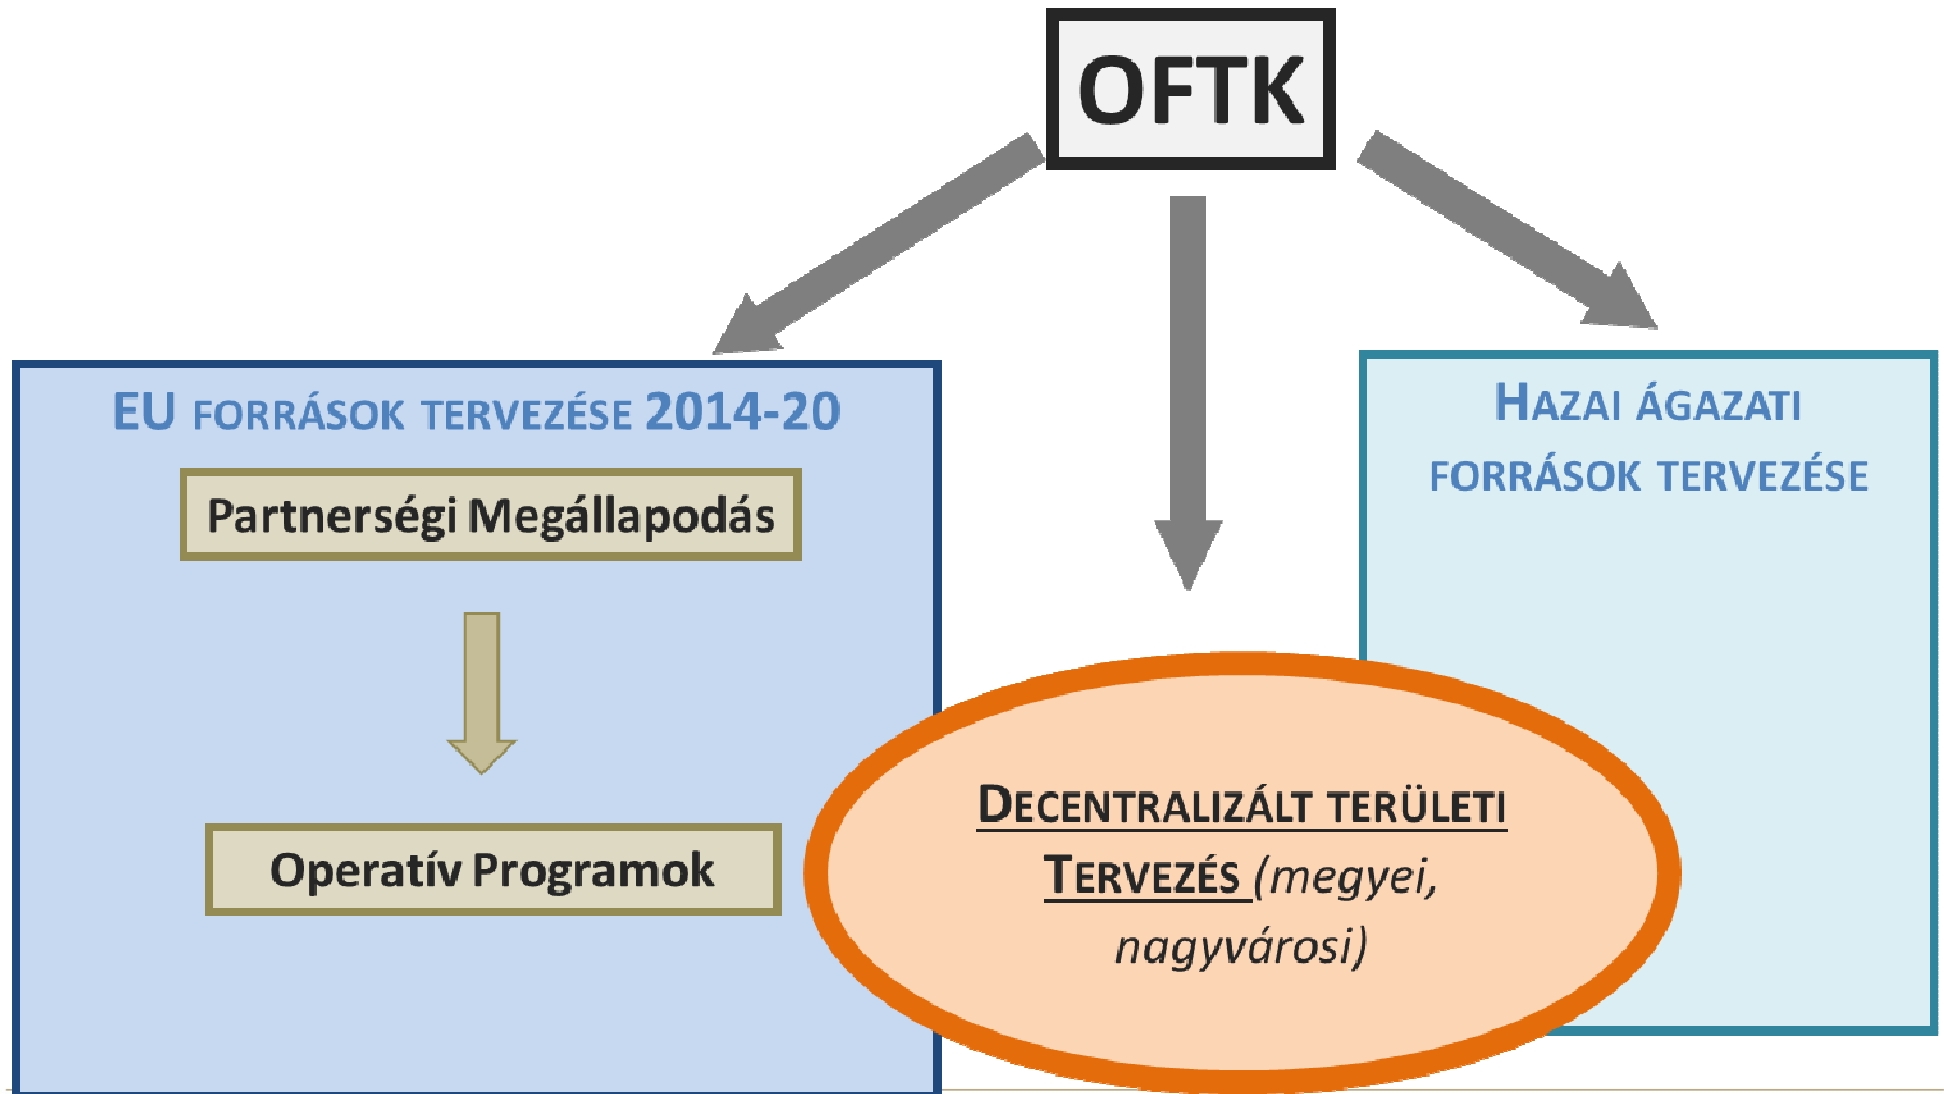 OFTK
EU FORRÁSOK TERVEZÉSE 2014-20
Partnerségi Megállapodás
Operatív Programok
HAZAI ÁGAZATI
FORRÁSOK TERVEZÉSE
DECENTRALIZÁLT TERÜLETI
TERVEZÉS (megyei,
nagyvárosi)